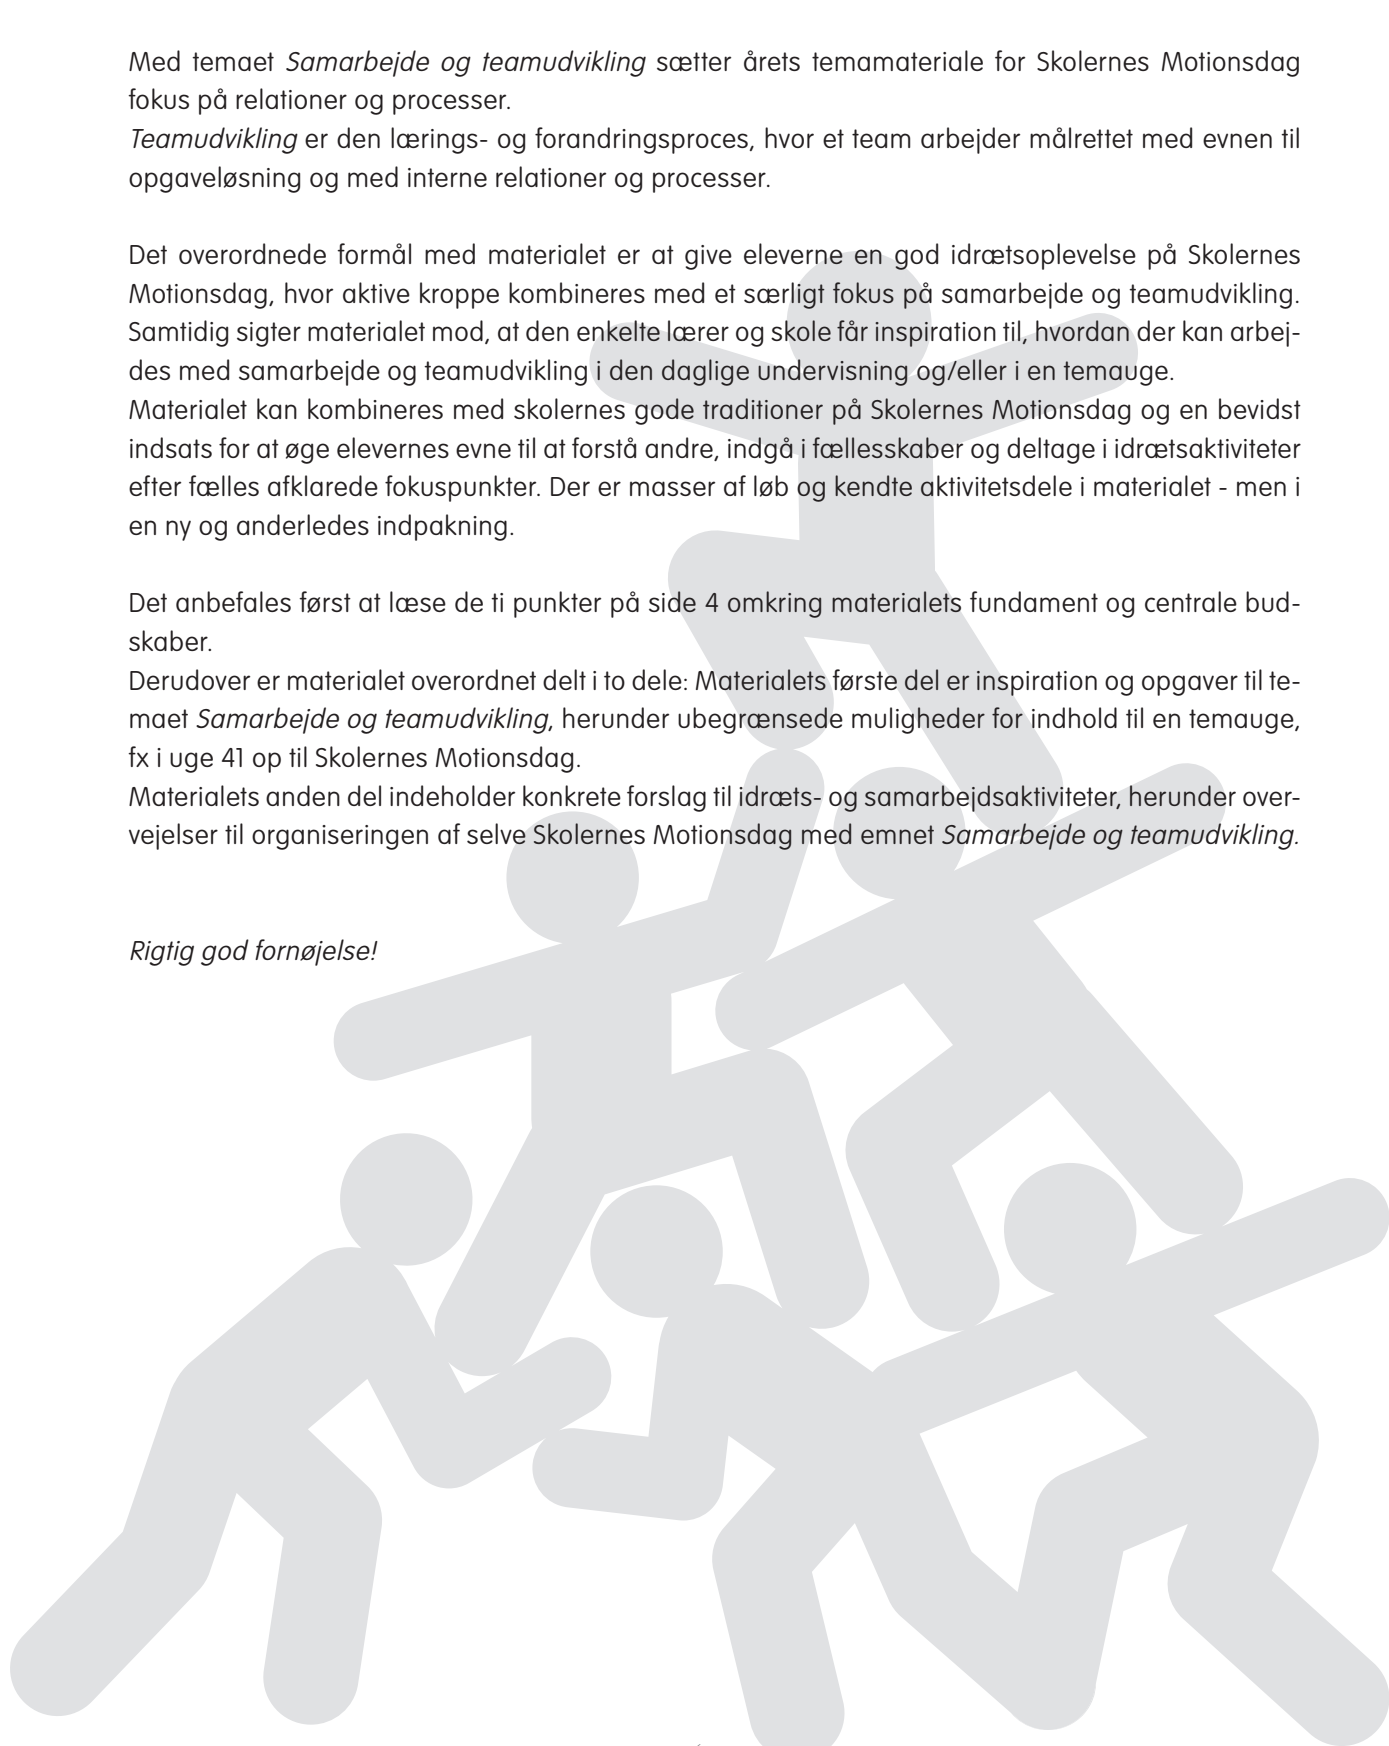 Med temaet Samarbejde og teamudvikling sætter årets temamateriale for Skolernes Motionsdag
fokus på relationer og processer.
Teamudvikling er den lærings- og forandringsproces, hvor et team arbejder målrettet med evnen til
opgaveløsning og med interne relationer og processer.
Det overordnede formål med materialet er at give eleverne en god idrætsoplevelse på Skolernes
Motionsdag, hvor aktive kroppe kombineres med et særligt fokus på samarbejde og teamudvikling.
Samtidig sigter materialet mod, at den enkelte lærer og skole får inspiration til, hvordan der kan arbej-
des med samarbejde og teamudvikling i den daglige undervisning og/eller i en temauge.
Materialet kan kombineres med skolernes gode traditioner på Skolernes Motionsdag og en bevidst
indsats for at øge elevernes evne til at forstå andre, indgå i fællesskaber og deltage i idrætsaktiviteter
efter fælles afklarede fokuspunkter. Der er masser af løb og kendte aktivitetsdele i materialet - men i
en ny og anderledes indpakning.
Det anbefales først at læse de ti punkter på side 4 omkring materialets fundament og centrale bud-
skaber.
Derudover er materialet overordnet delt i to dele: Materialets første del er inspiration og opgaver til te-
maet Samarbejde og teamudvikling, herunder ubegrænsede muligheder for indhold til en temauge,
fx i uge 41 op til Skolernes Motionsdag.
Materialets anden del indeholder konkrete forslag til idræts- og samarbejdsaktiviteter, herunder over-
vejelser til organiseringen af selve Skolernes Motionsdag med emnet Samarbejde og teamudvikling.
Rigtig god fornøjelse!